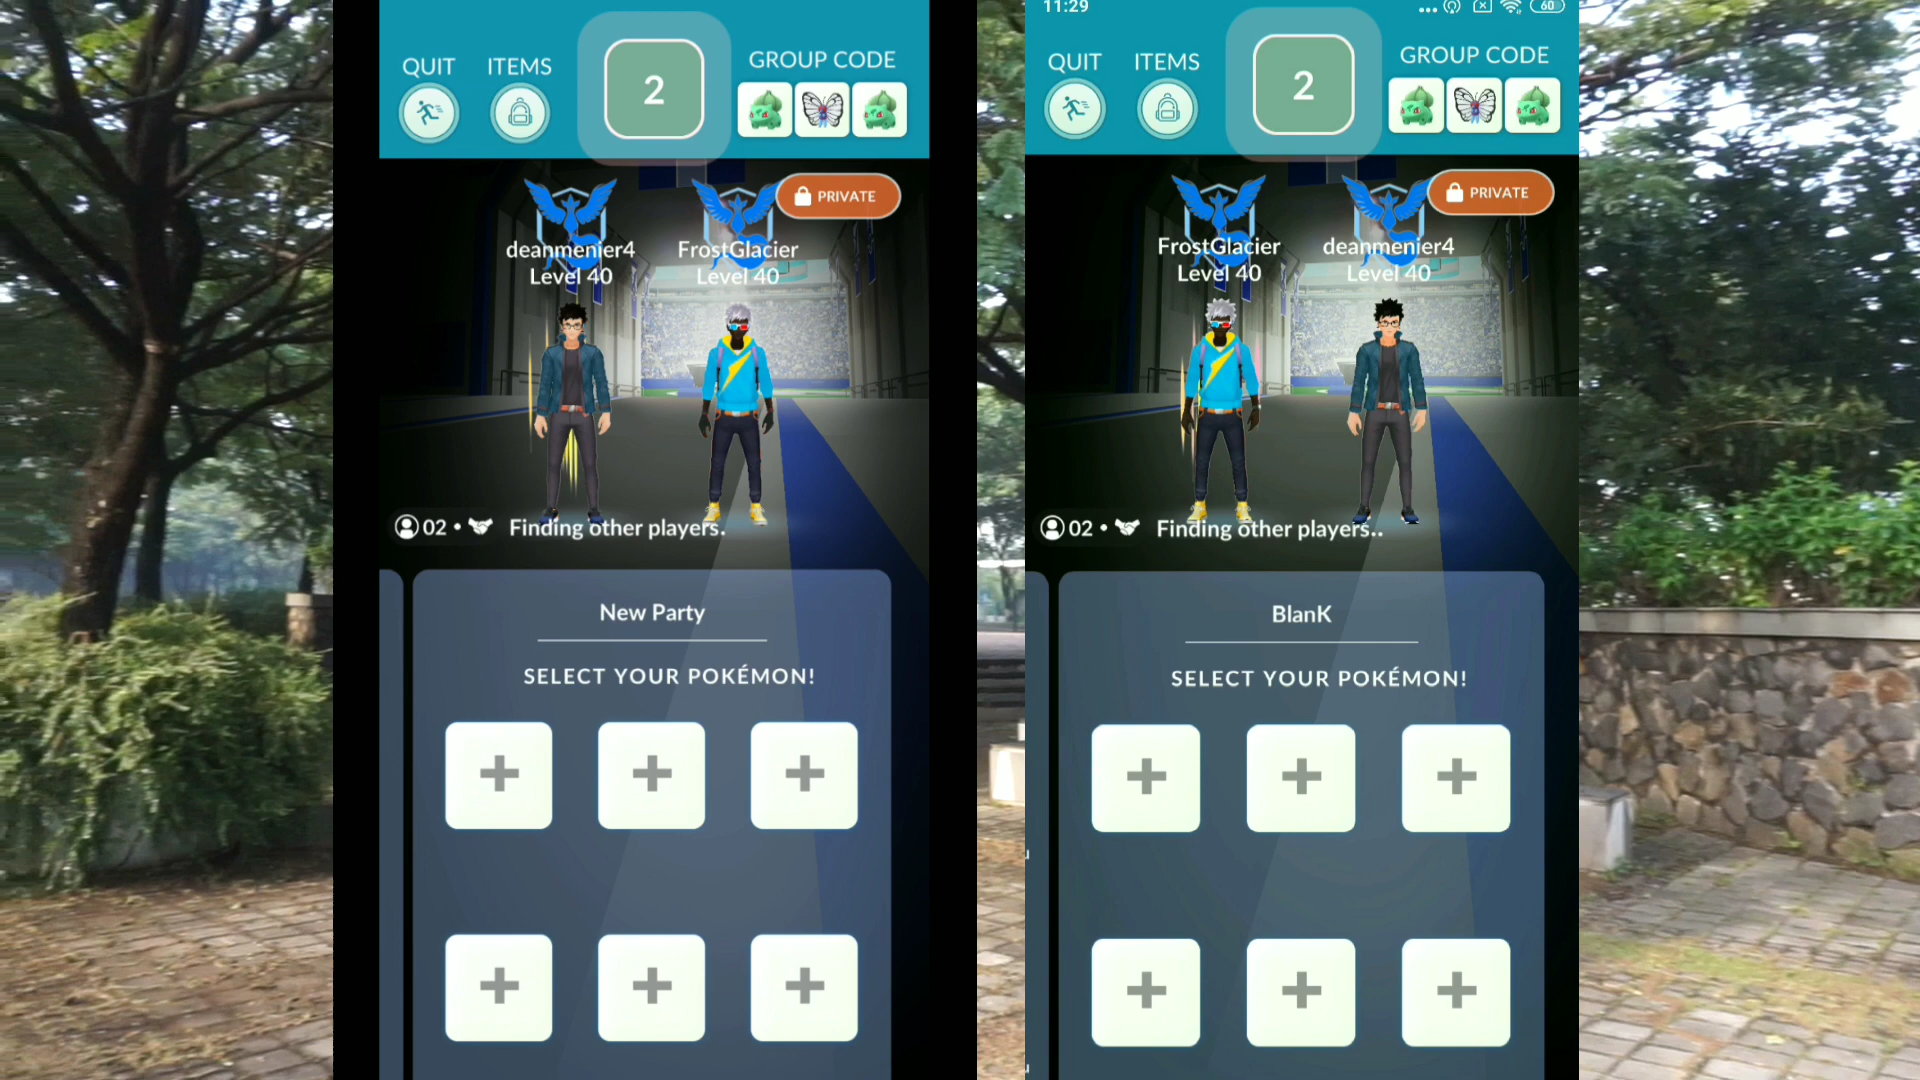 QUIT
ITEMS
2
GROUP CODE
PRIVATE
deanmenier4
Level 40
FrostGlacier
Level 40
02 • Finding other players.
New Party
SELECT YOUR POKÉMON!
11:29
60
QUIT
ITEMS
2
GROUP CODE
PRIVATE
FrostGlacier
Level 40
deanmenier4
Level 40
02 • Finding other players..
BlanK
SELECT YOUR POKÉMON!